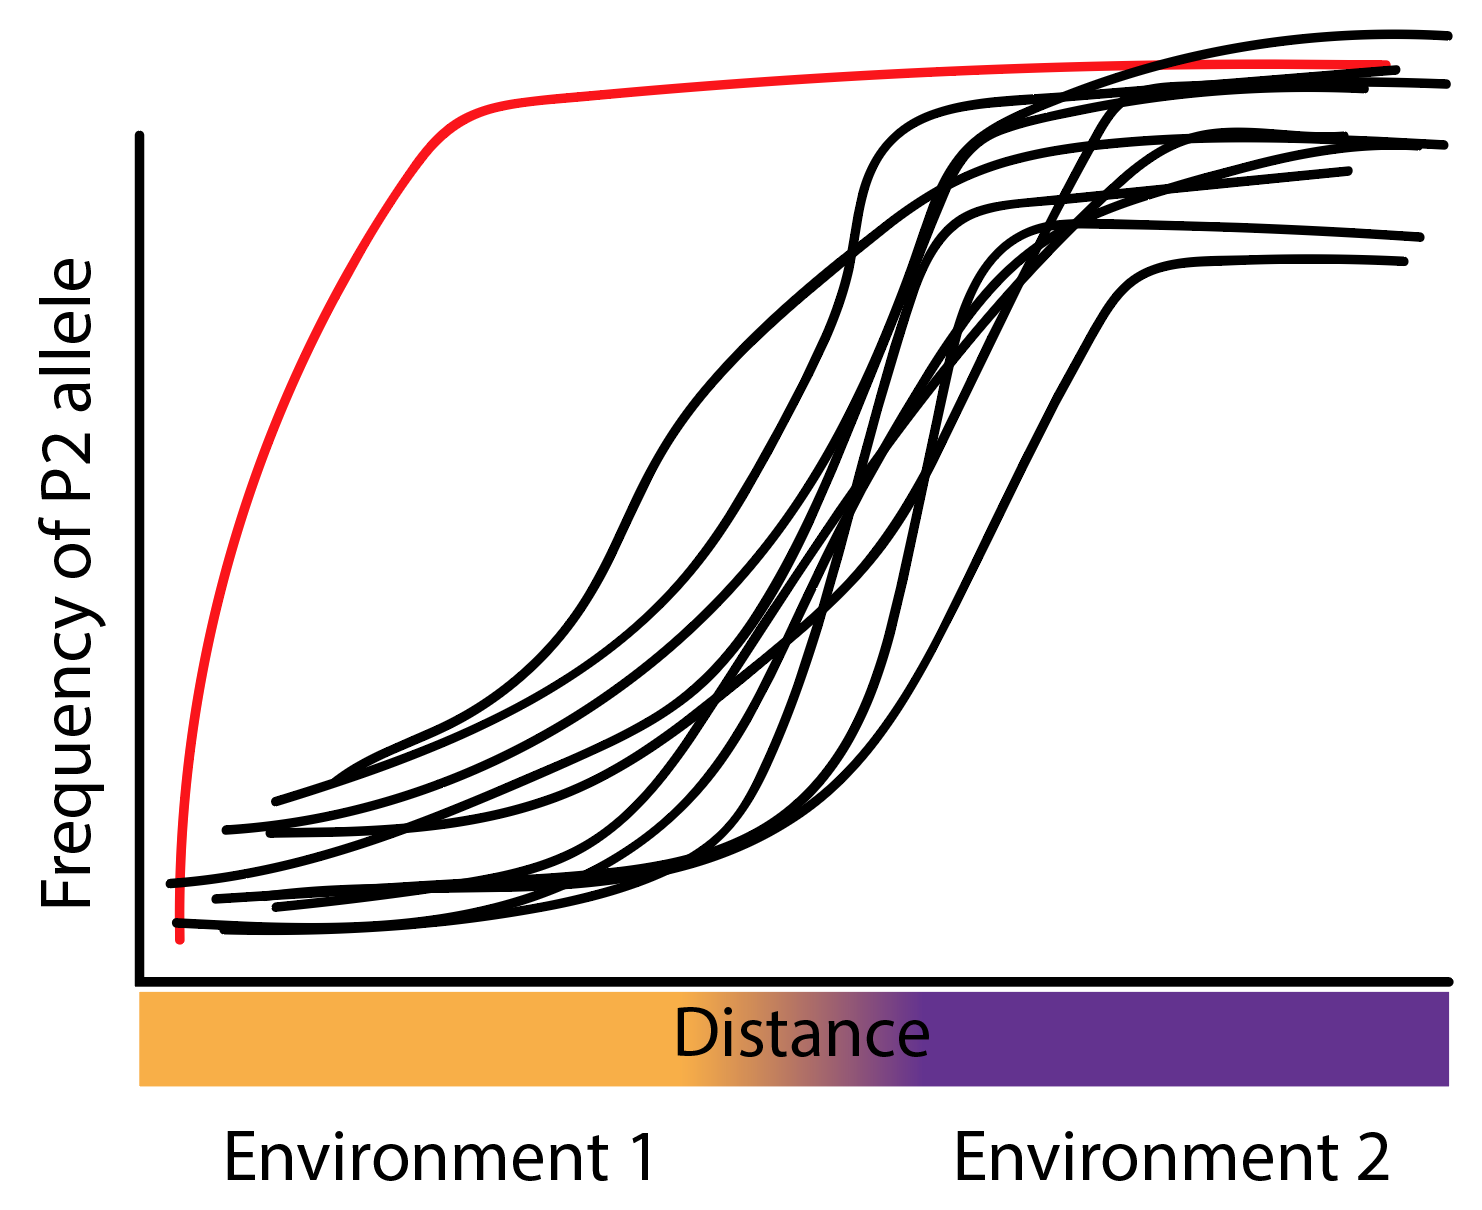 Frequency of P2 allele
Distance
Environment 1
Environment 2